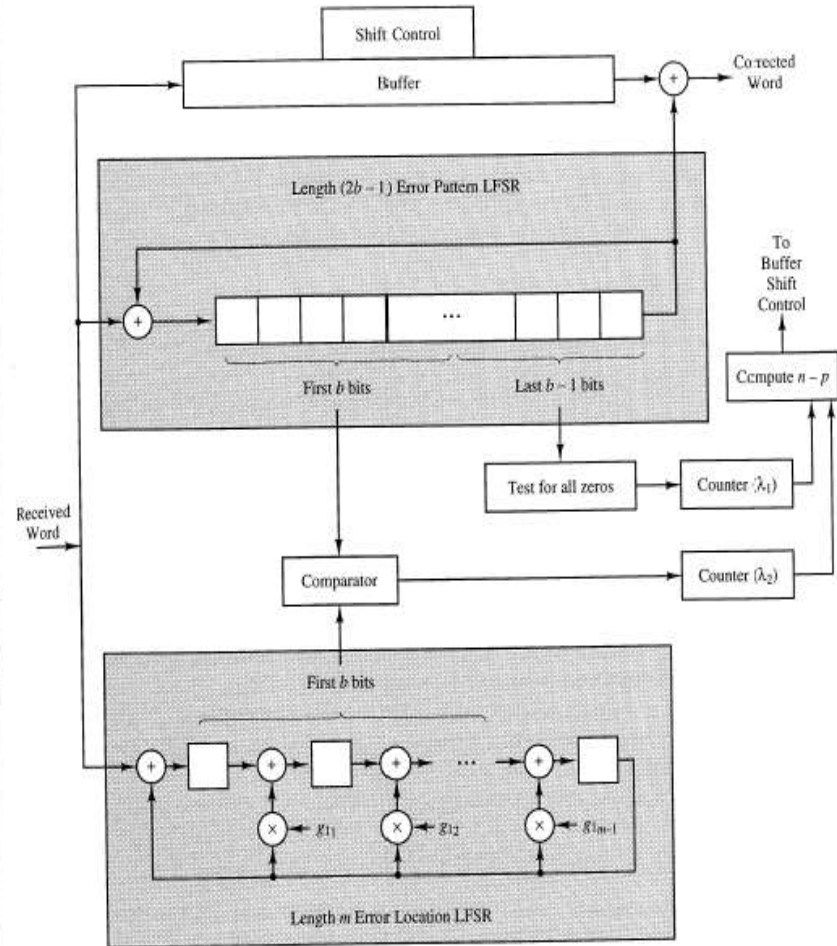 Shift Control
Buffer
+
Corrected
Word
Length (2b − 1) Error Pattern LFSR
To
Buffer
Shift
Control
+
...
First b bits
Last b − 1 bits
Compute n − p
Test for all zeros
Counter (λ₁)
Received
Word
Comparator
Counter (λ₂)
First b bits
+
+
+
...
+
×
g₁₁
×
g₁₂
×
g₁ₘ₋₁
Length m Error Location LFSR